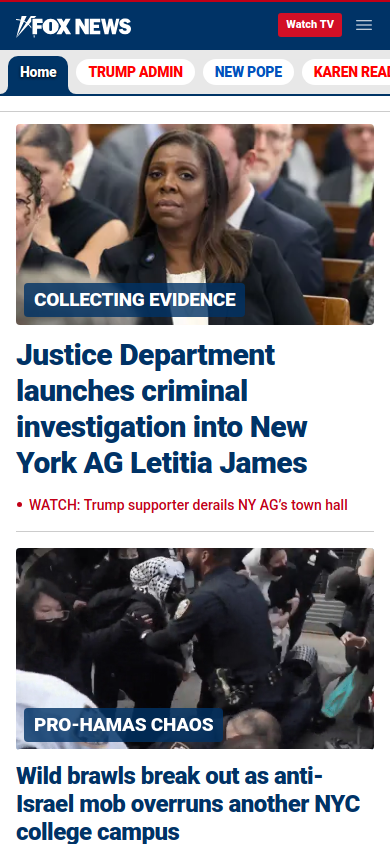 FOX NEWS
Watch TV
Home
TRUMP ADMIN
NEW POPE
KAREN REA
COLLECTING EVIDENCE
Justice Department
launches criminal
investigation into New
York AG Letitia James
• WATCH: Trump supporter derails NY AG's town hall
PRO-HAMAS CHAOS
Wild brawls break out as anti-
Israel mob overruns another NYC
college campus